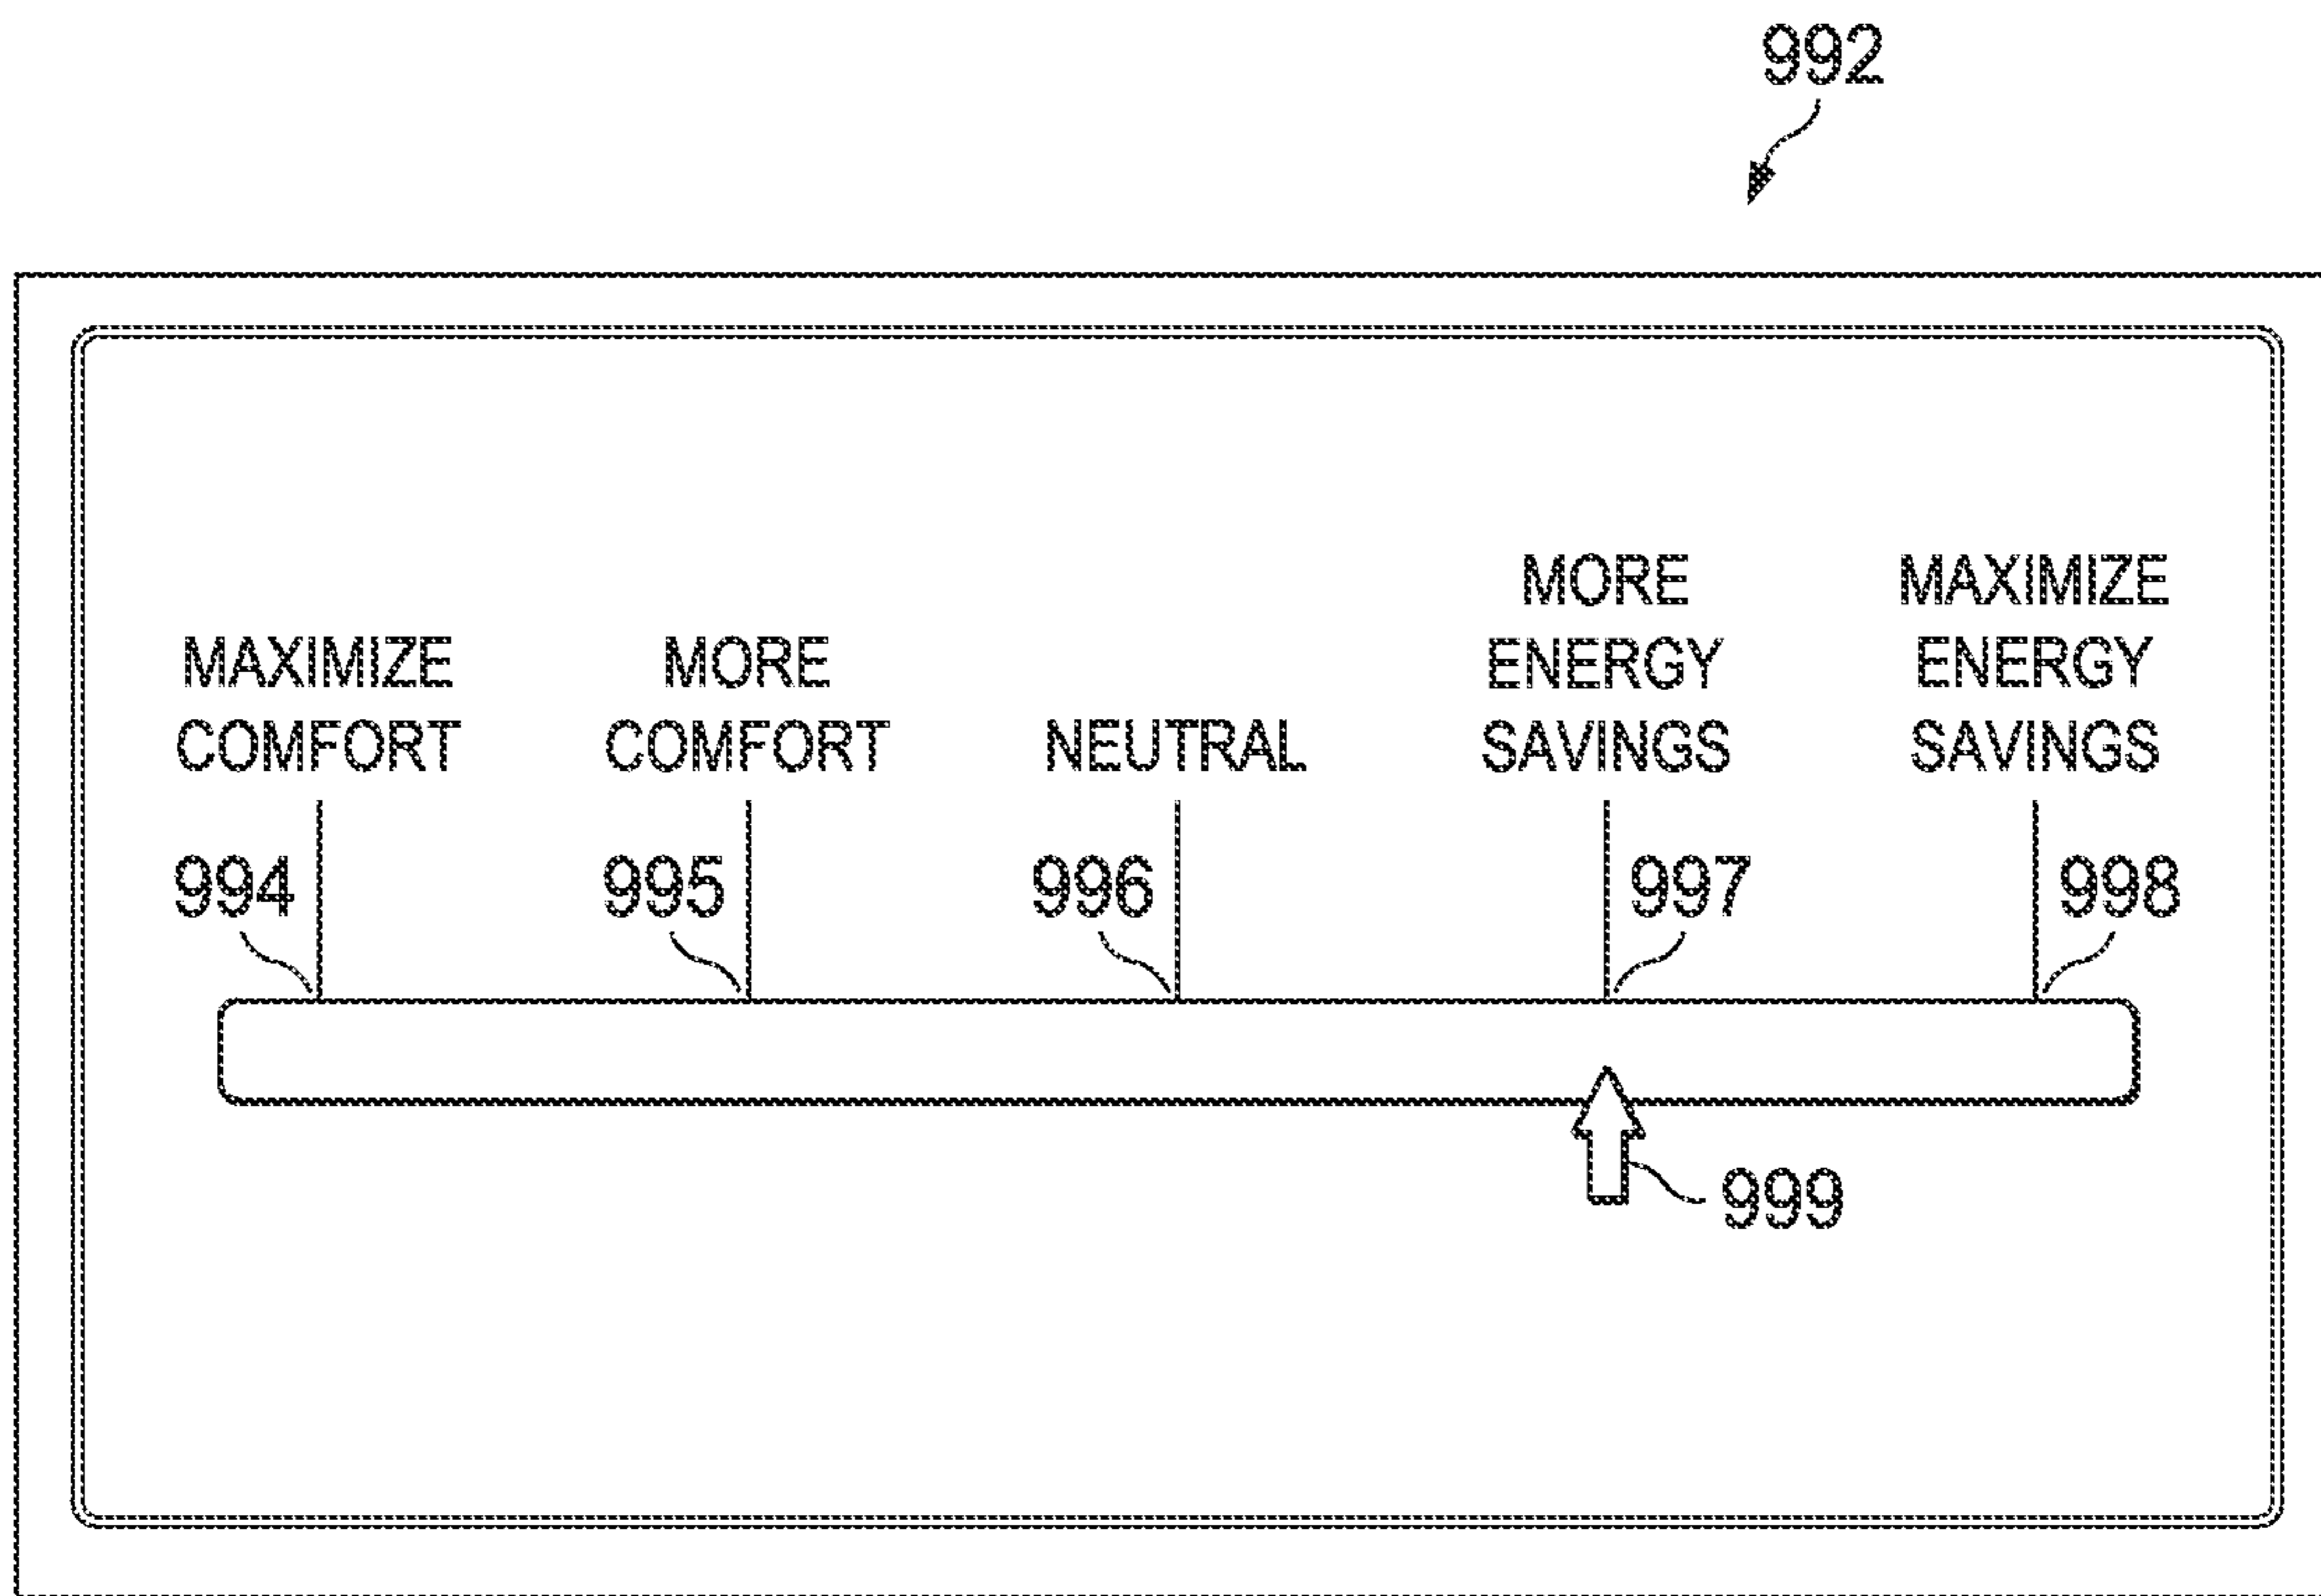 992
MAXIMIZE
COMFORT
MORE
COMFORT
NEUTRAL
MORE
ENERGY
SAVINGS
MAXIMIZE
ENERGY
SAVINGS
994
995
996
997
998
999